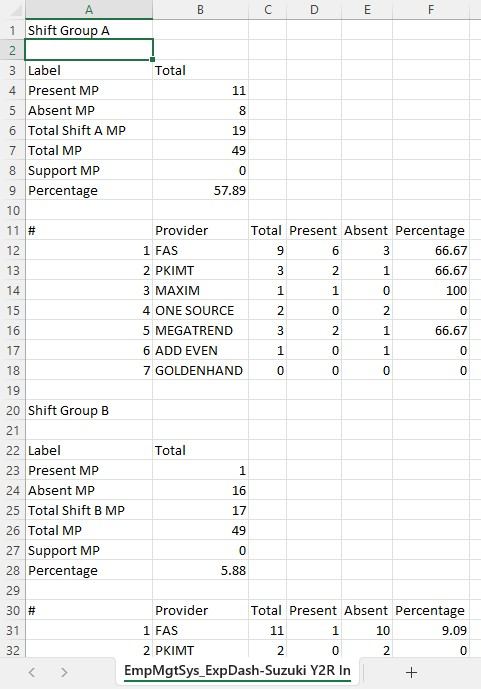 A B C D E F
1 Shift Group A
2
3 Label Total
4 Present MP 11
5 Absent MP 8
6 Total Shift A MP 19
7 Total MP 49
8 Support MP 0
9 Percentage 57.89
10
11 # Provider Total Present Absent Percentage
12 1 FAS 9 6 3 66.67
13 2 PKIMT 3 2 1 66.67
14 3 MAXIM 1 1 0 100
15 4 ONE SOURCE 2 0 2 0
16 5 MEGATREND 3 2 1 66.67
17 6 ADD EVEN 1 0 1 0
18 7 GOLDENHAND 0 0 0 0
19
20 Shift Group B
21
22 Label Total
23 Present MP 1
24 Absent MP 16
25 Total Shift B MP 17
26 Total MP 49
27 Support MP 0
28 Percentage 5.88
29
30 # Provider Total Present Absent Percentage
31 1 FAS 11 1 10 9.09
32 2 PKIMT 2 0 2 0
EmpMgtSys_ExpDash-Suzuki Y2R In